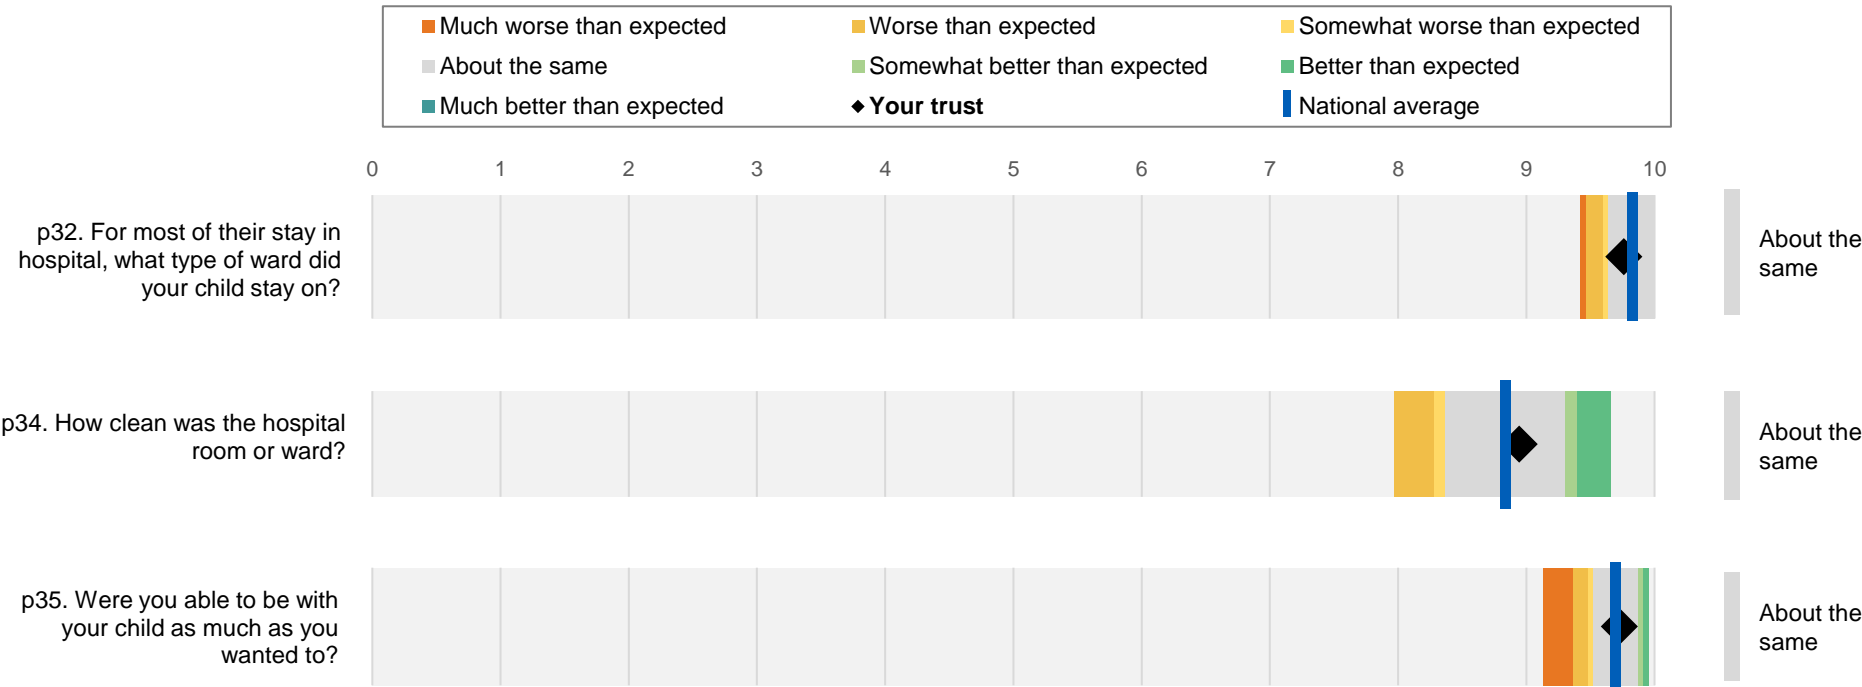 Much worse than expected
Worse than expected
Somewhat worse than expected
About the same
Somewhat better than expected
Better than expected
Much better than expected
Your trust
National average
0 1 2 3 4 5 6 7 8 9 10
p32. For most of their stay in
hospital, what type of ward did
your child stay on?
About the
same
p34. How clean was the hospital
room or ward?
About the
same
p35. Were you able to be with
your child as much as you
wanted to?
About the
same